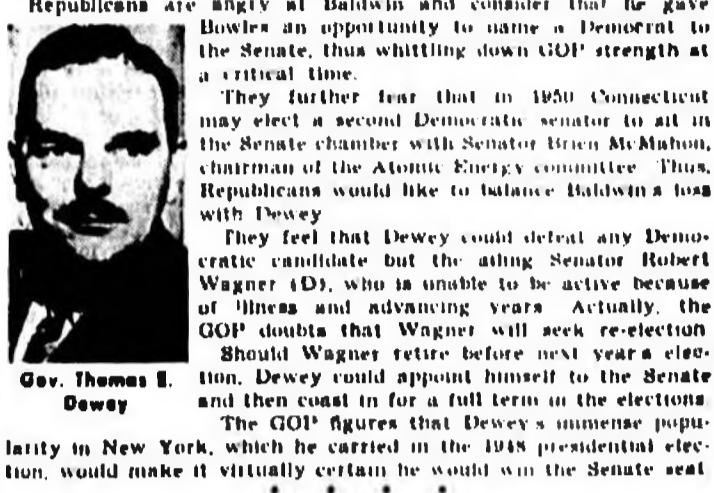 Republicans are angry at Baldwin and consider that he gave
Bowles an opportunity to name a Democrat to
the Senate, thus whittling down GOP strength at
a critical time.
They further fear that in 1950 Connecticut
may elect a second Democratic senator to sit in
the Senate chamber with Senator Brien McMahon,
chairman of the Atomic Energy committee. Thus,
Republicans would like to balance Baldwin's loss
with Dewey
They feel that Dewey could defeat any Demo-
cratic candidate but the ailing Senator Robert
Wagner (D), who is unable to be active because
of illness and advancing years. Actually, the
GOP doubts that Wagner will seek re-election
Should Wagner retire before next year's elec-
tion, Dewey could appoint himself to the Senate
and then coast in for a full term in the elections.
Gov. Thomas E.
Dewey
The GOP figures that Dewey's immense popu-
larity in New York, which he carried in the 1948 presidential elec-
tion, would make it virtually certain he would win the Senate seat